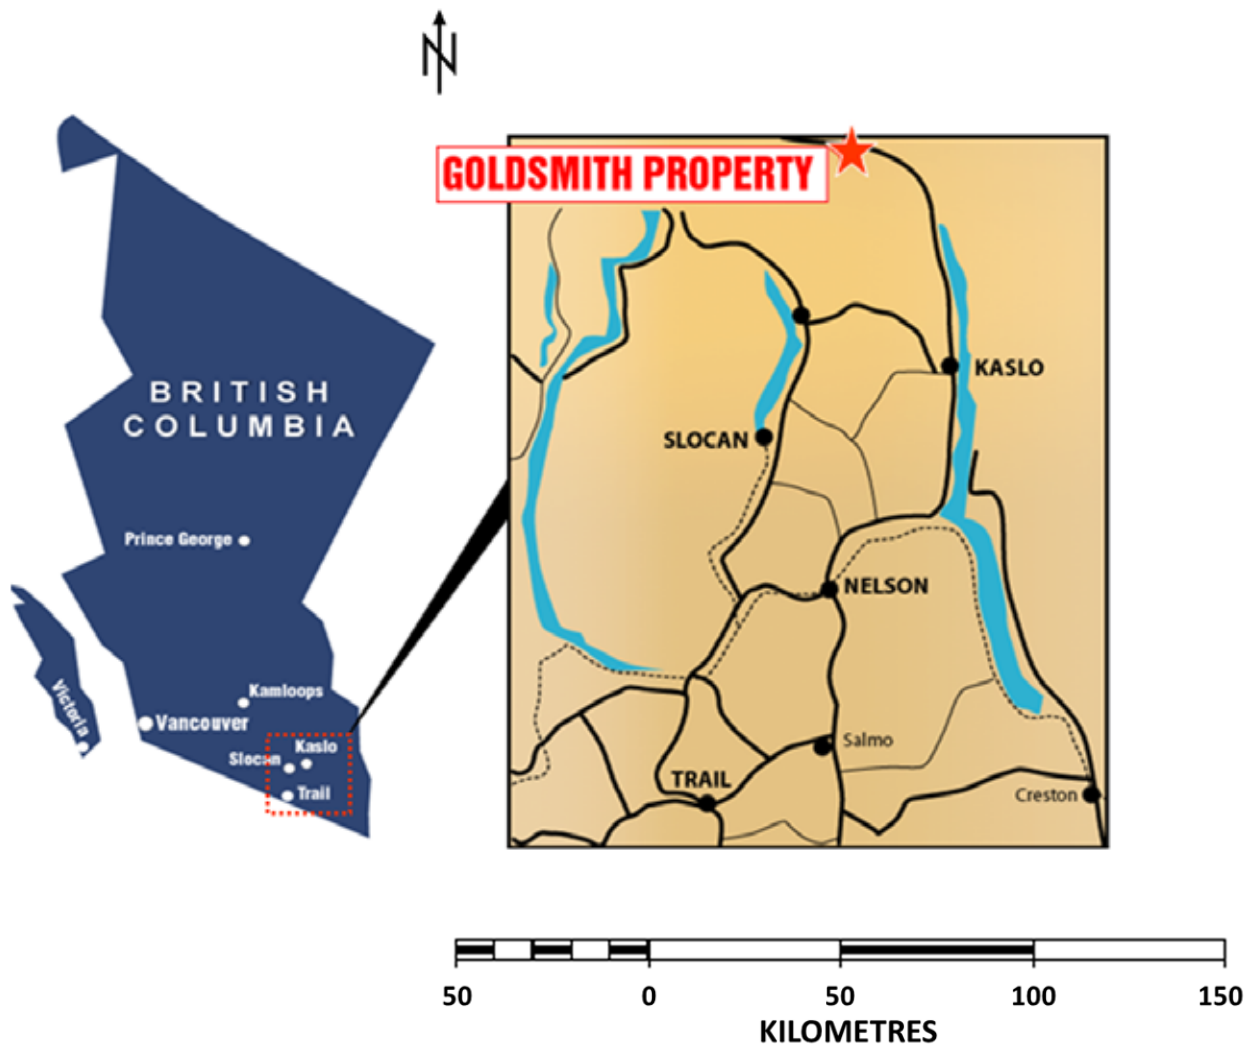 N
GOLDSMITH PROPERTY
BRITISH
COLUMBIA
KASLO
SLOCAN
Prince George
NELSON
Kamloops
Victoria
Vancouver
Kaslo
Slocan
Trail
Salmo
TRAIL
Creston
50 0 50 100 150
KILOMETRES